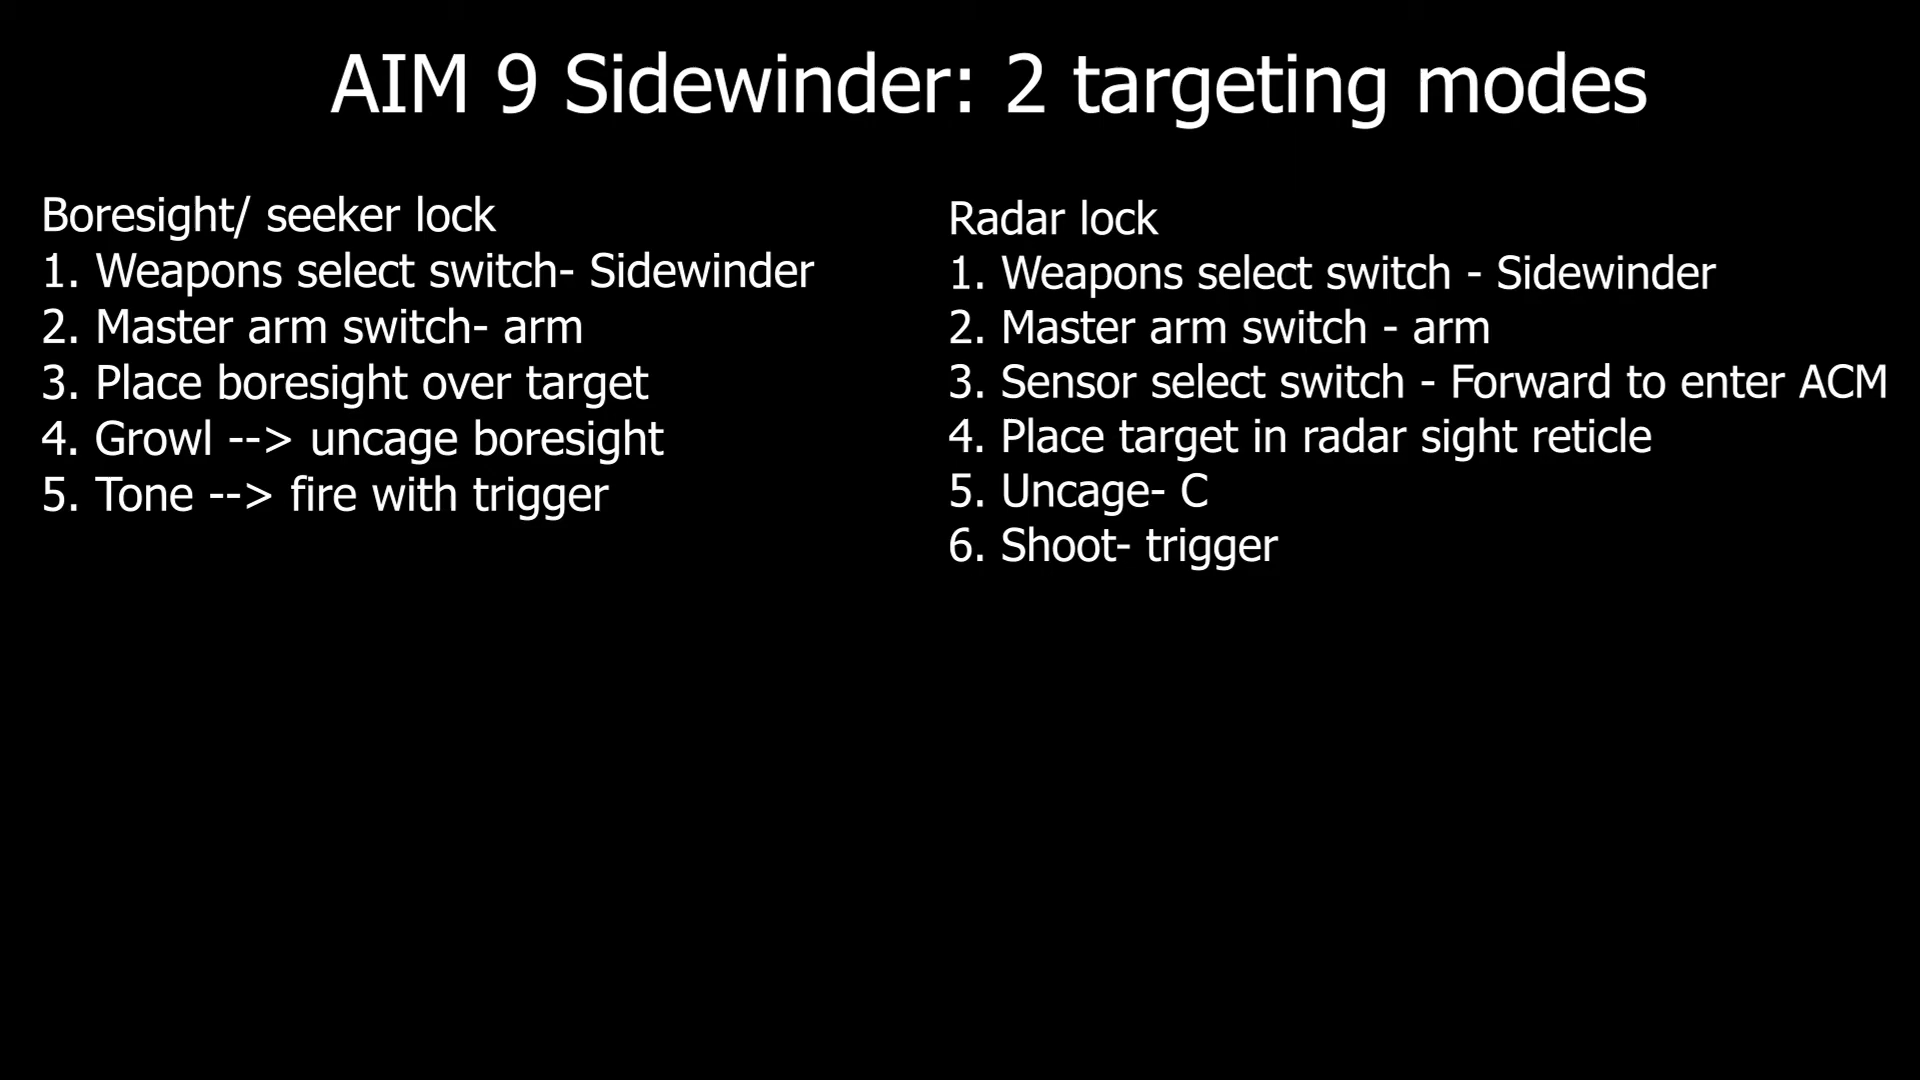 AIM 9 Sidewinder: 2 targeting modes
Boresight/ seeker lock
1. Weapons select switch- Sidewinder
2. Master arm switch- arm
3. Place boresight over target
4. Growl --> uncage boresight
5. Tone --> fire with trigger
Radar lock
1. Weapons select switch - Sidewinder
2. Master arm switch - arm
3. Sensor select switch - Forward to enter ACM
4. Place target in radar sight reticle
5. Uncage- C
6. Shoot- trigger